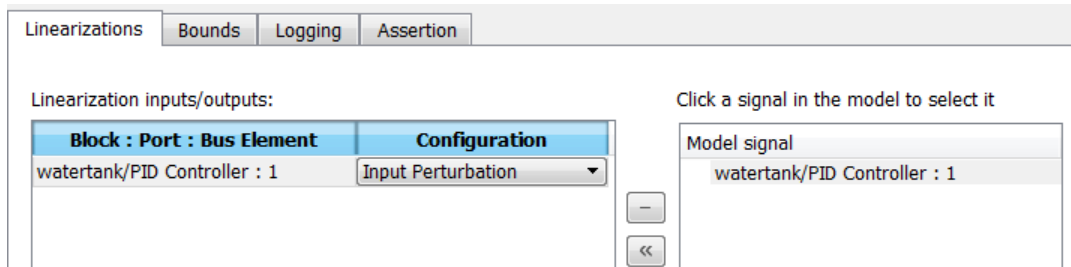 Linearizations Bounds Logging Assertion
Linearization inputs/outputs: Click a signal in the model to select it
Block : Port : Bus Element Configuration Model signal
watertank/PID Controller : 1 Input Perturbation watertank/PID Controller : 1
−
«